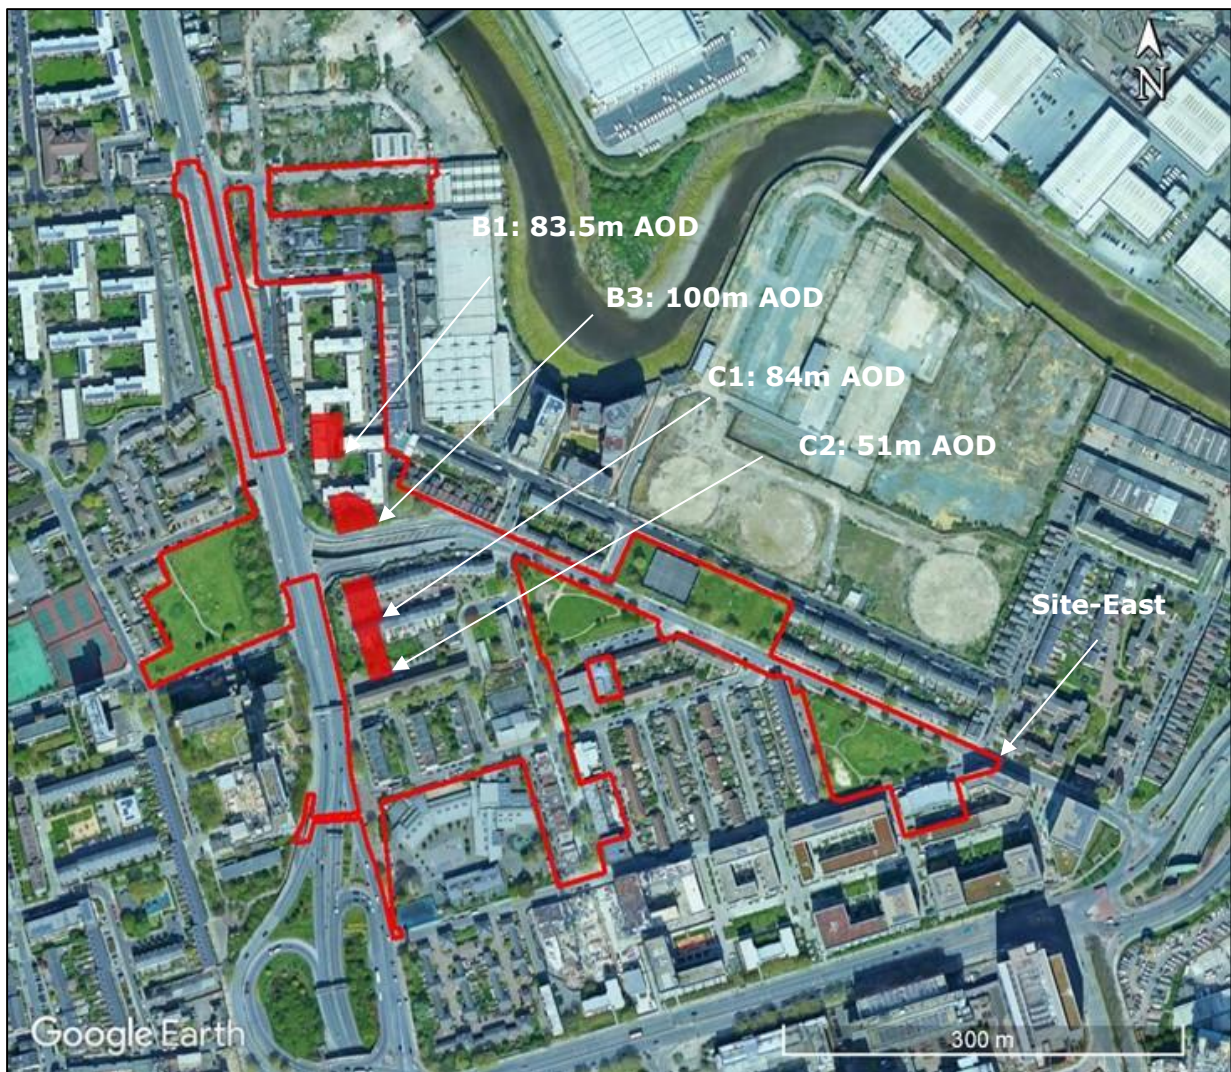 N
B1: 83.5m AOD
B3: 100m AOD
C1: 84m AOD
C2: 51m AOD
Site-East
Google Earth
300 m